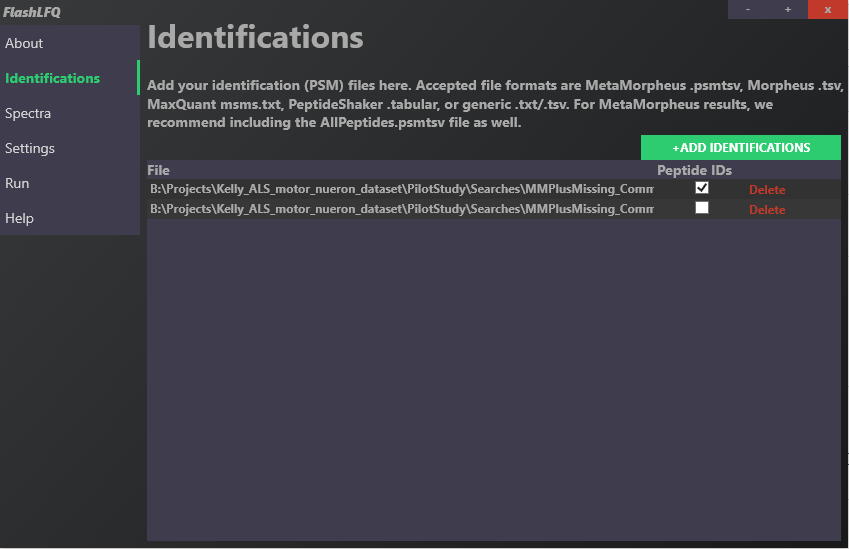 FlashLFQ
- + x
About
Identifications
Spectra
Settings
Run
Help
Identifications
Add your identification (PSM) files here. Accepted file formats are MetaMorpheus .psmtsv, Morpheus .tsv,
MaxQuant msms.txt, PeptideShaker .tabular, or generic .txt/.tsv. For MetaMorpheus results, we
recommend including the AllPeptides.psmtsv file as well.
+ADD IDENTIFICATIONS
File Peptide IDs
B:\Projects\Kelly_ALS_motor_nueron_dataset\PilotStudy\Searches\MMPlusMissing_Comm Delete
B:\Projects\Kelly_ALS_motor_nueron_dataset\PilotStudy\Searches\MMPlusMissing_Comm Delete